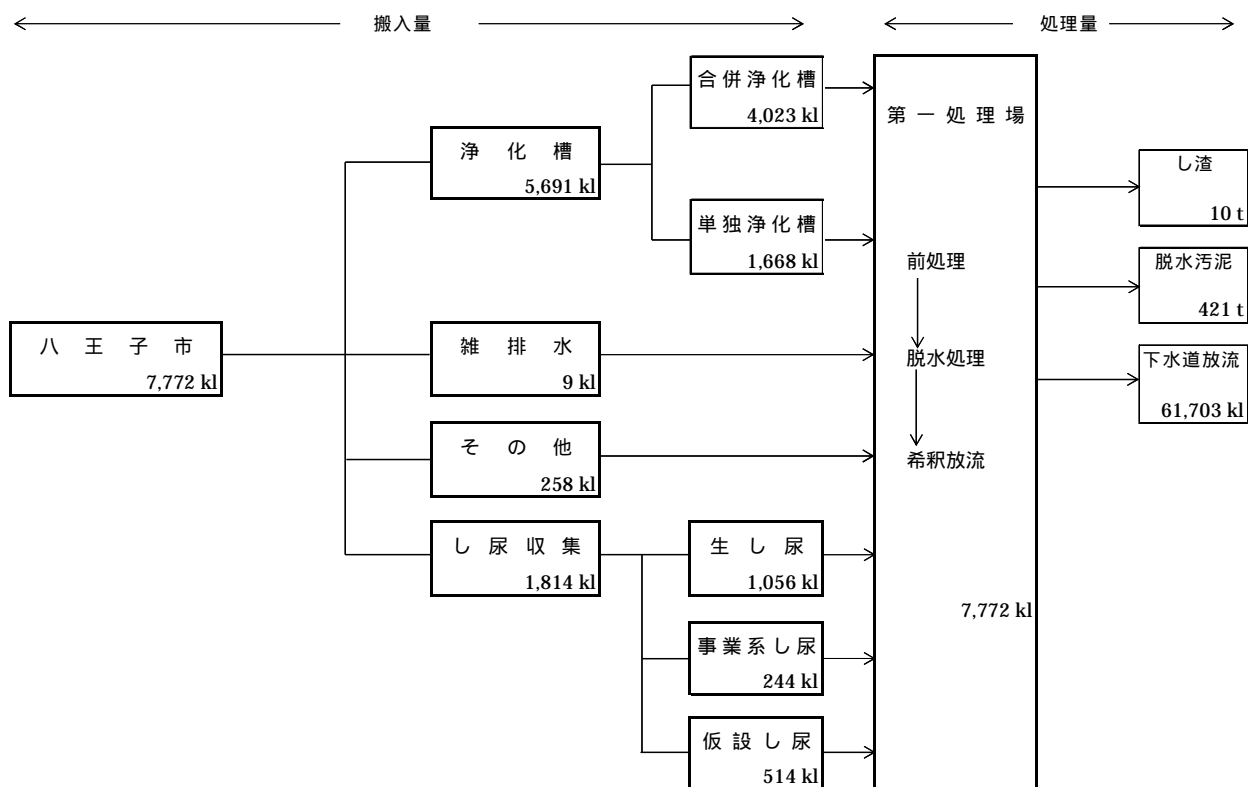 搬入量
処理量
合併浄化槽
4,023 kl
第一処理場
浄化槽
5,691 kl
し渣
10 t
単独浄化槽
1,668 kl
前処理
脱水汚泥
421 t
八王子市
7,772 kl
雑排水
9 kl
脱水処理
下水道放流
61,703 kl
その他
258 kl
希釈放流
し尿収集
1,814 kl
生し尿
1,056 kl
7,772 kl
事業系し尿
244 kl
仮設し尿
514 kl